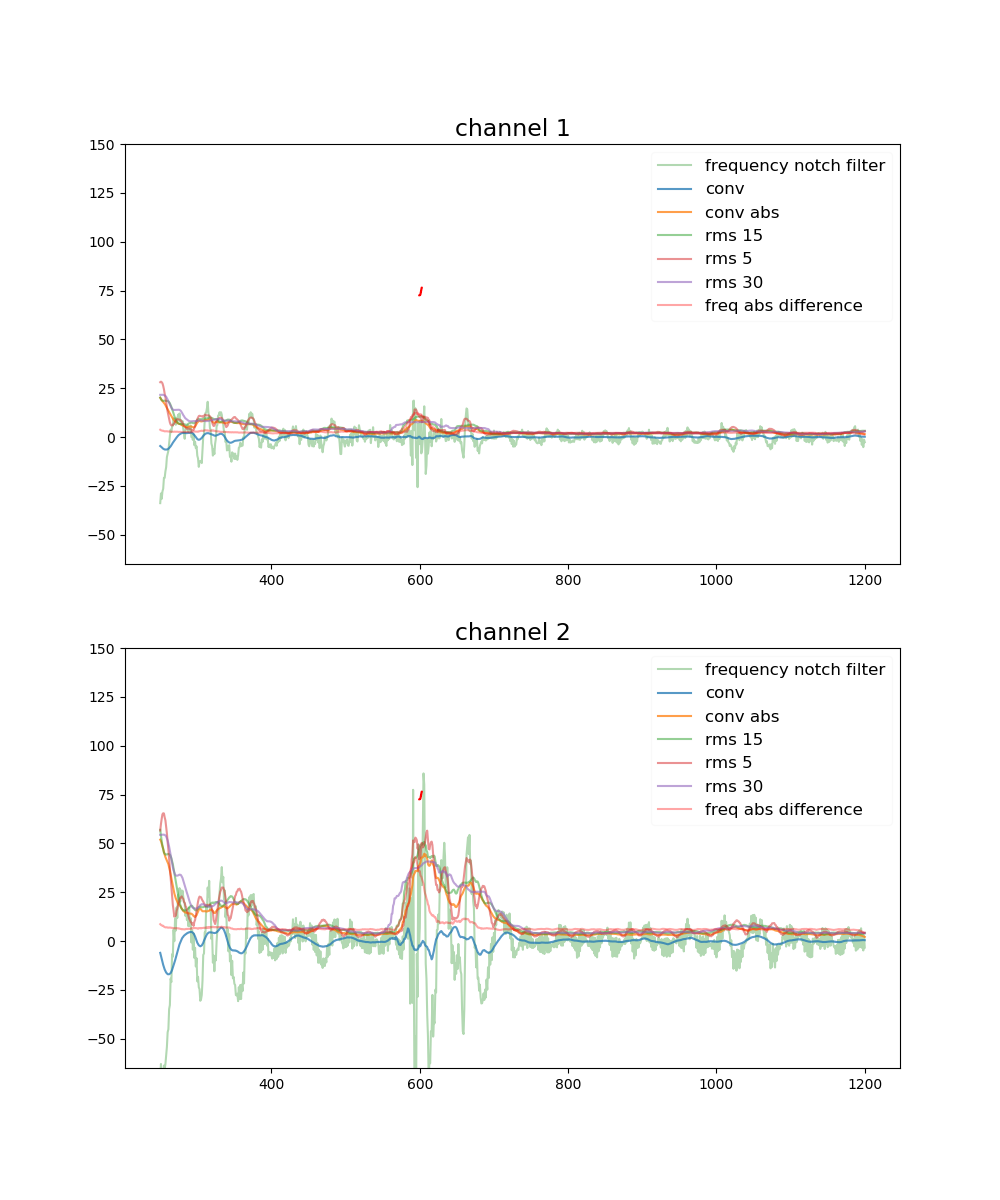 channel 1
150
125
100
75
50
25
0
−25
−50
400
600
800
1000
1200
frequency notch filter
conv
conv abs
rms 15
rms 5
rms 30
freq abs difference
J
channel 2
150
125
100
75
50
25
0
−25
−50
400
600
800
1000
1200
frequency notch filter
conv
conv abs
rms 15
rms 5
rms 30
freq abs difference
J